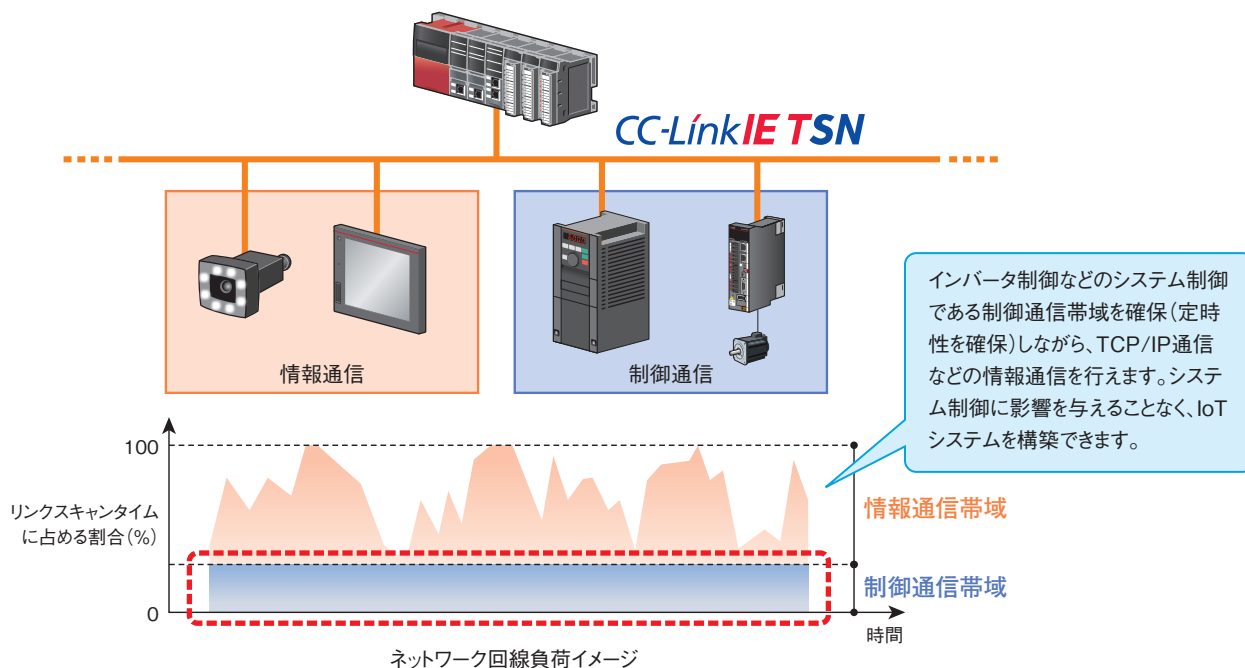 CC-Link IE TSN
情報通信
制御通信
インバータ制御などのシステム制御
である制御通信帯域を確保(定時
性を確保)しながら、TCP/IP通信
などの情報通信を行えます。システ
ム制御に影響を与えることなく、IoT
システムを構築できます。
100
リンクスキャンタイム
に占める割合(%)
0
情報通信帯域
制御通信帯域
時間
ネットワーク回線負荷イメージ